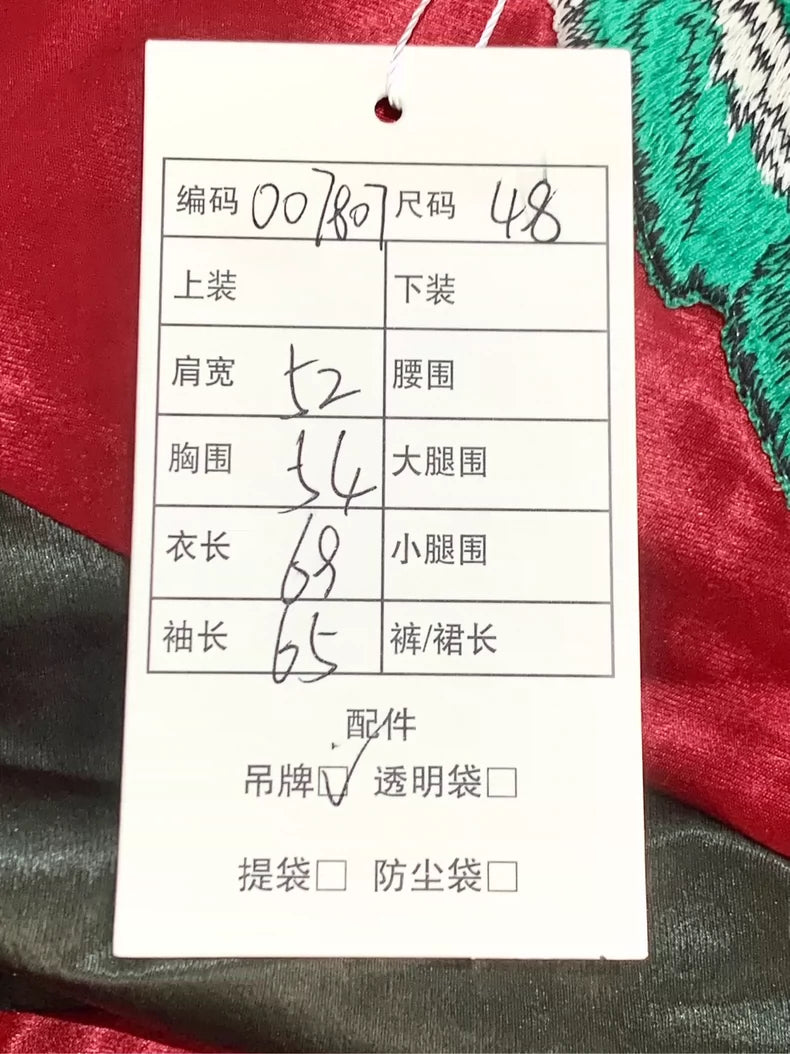 编码 007807 尺码 48
上装 下装
肩宽 52 腰围
胸围 54 大腿围
衣长 69 小腿围
袖长 65 裤/裙长
配件
吊牌☑ 透明袋□
提袋□ 防尘袋□